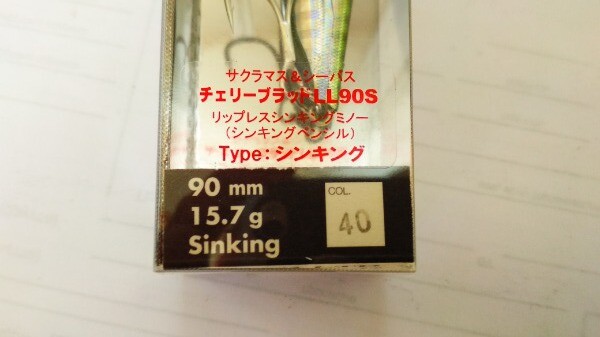 サクラマス&シーバス
チェリーブラッドLL90S
リップレスシンキングミノー
(シンキングペンシル)
Type:シンキング
90 mm
15.7 g
Sinking
COL.
40